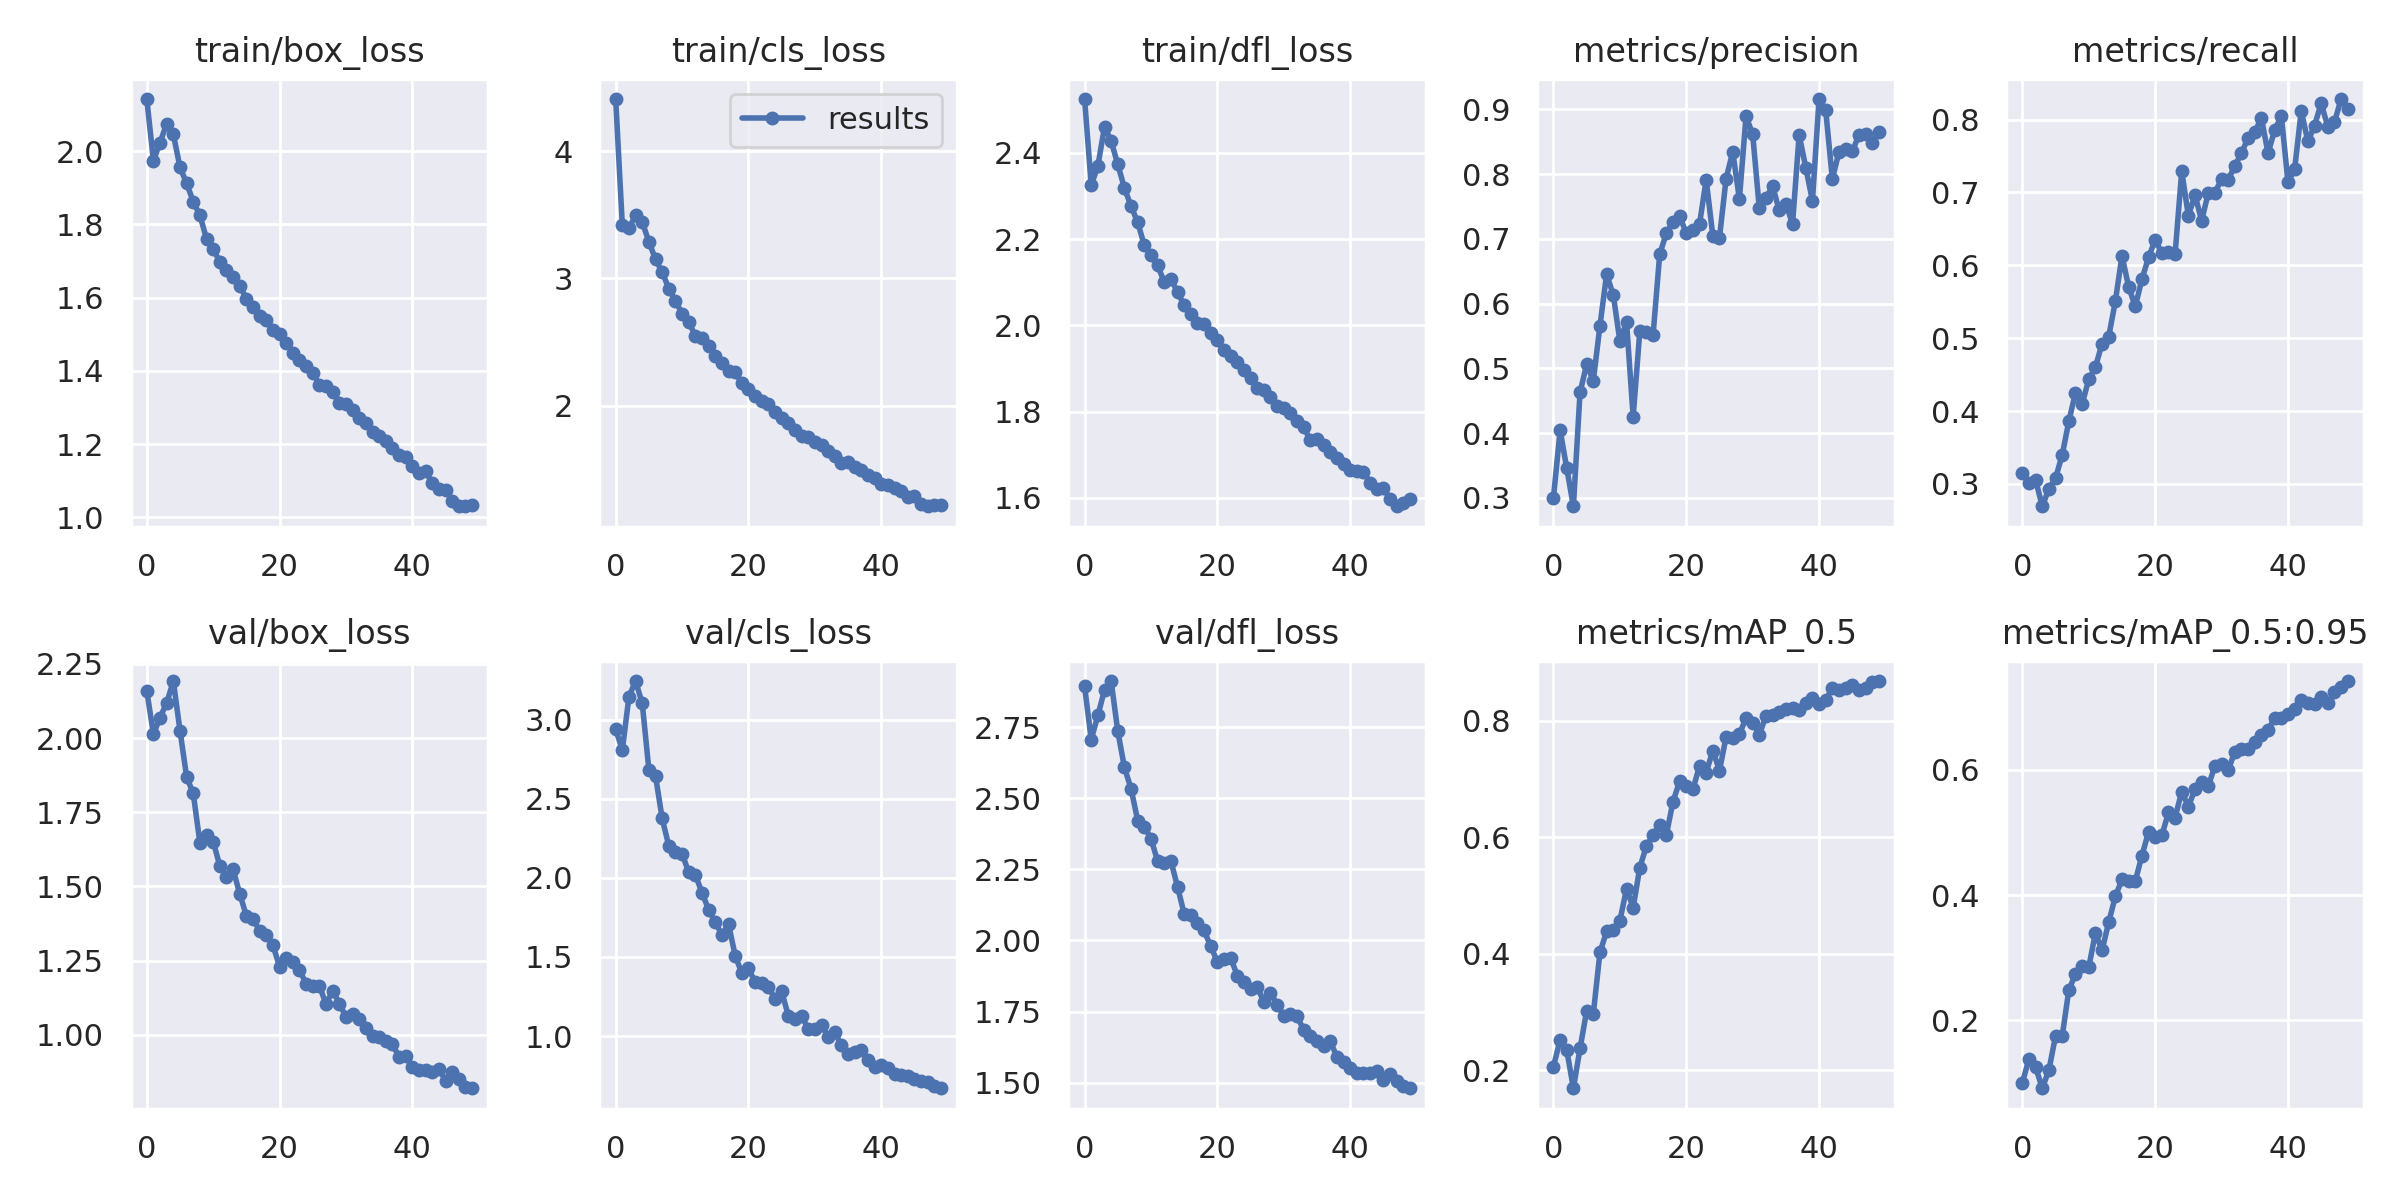 train/box_loss
train/cls_loss
train/dfl_loss
metrics/precision
metrics/recall
results
2.0
1.8
1.6
1.4
1.2
1.0
0 20 40
4
3
2
0 20 40
2.4
2.2
2.0
1.8
1.6
0 20 40
0.9
0.8
0.7
0.6
0.5
0.4
0.3
0 20 40
0.8
0.7
0.6
0.5
0.4
0.3
0 20 40
val/box_loss
val/cls_loss
val/dfl_loss
metrics/mAP_0.5
metrics/mAP_0.5:0.95
2.25
2.00
1.75
1.50
1.25
1.00
0 20 40
3.0
2.5
2.0
1.5
1.0
0 20 40
2.75
2.50
2.25
2.00
1.75
1.50
0 20 40
0.8
0.6
0.4
0.2
0 20 40
0.6
0.4
0.2
0 20 40